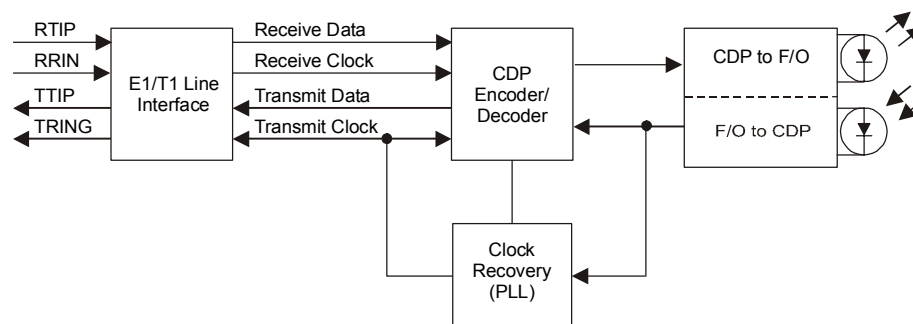 RTIP
RRIN
TTIP
TRING
E1/T1 Line
Interface
Receive Data
Receive Clock
Transmit Data
Transmit Clock
CDP
Encoder/
Decoder
CDP to F/O
F/O to CDP
Clock
Recovery
(PLL)